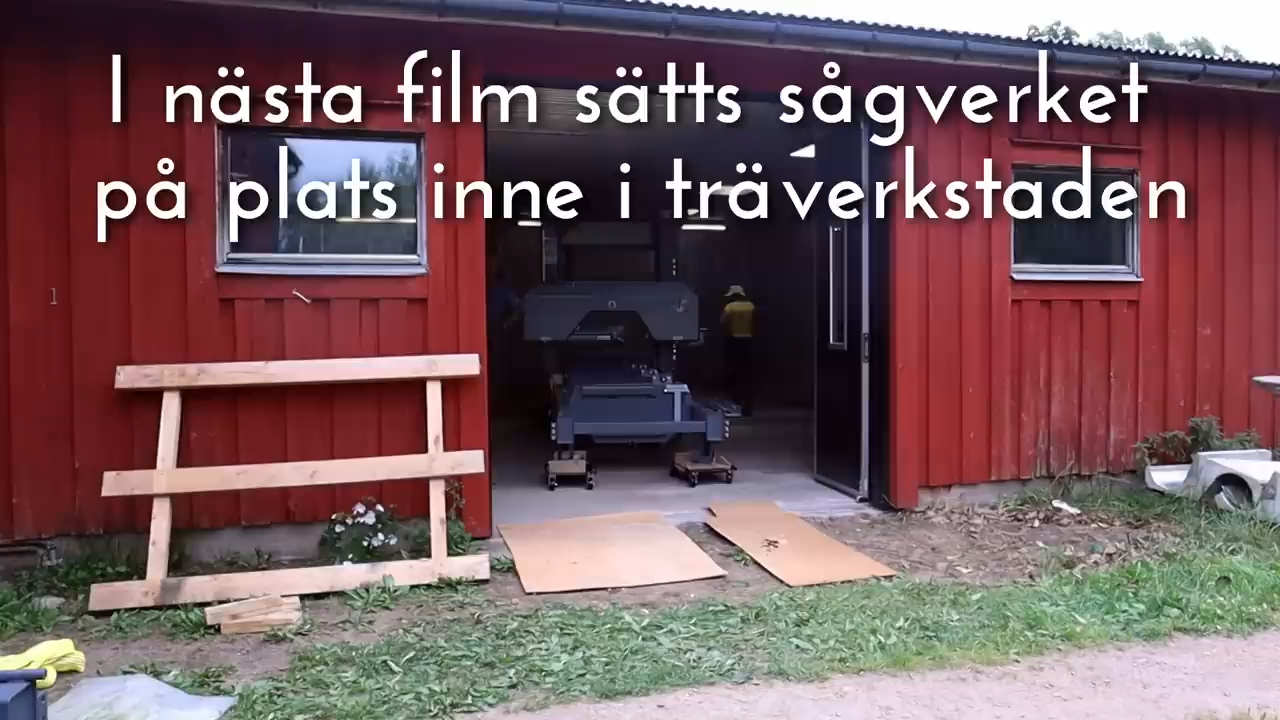 I nästa film sätts sågverket
på plats inne i träverkstaden